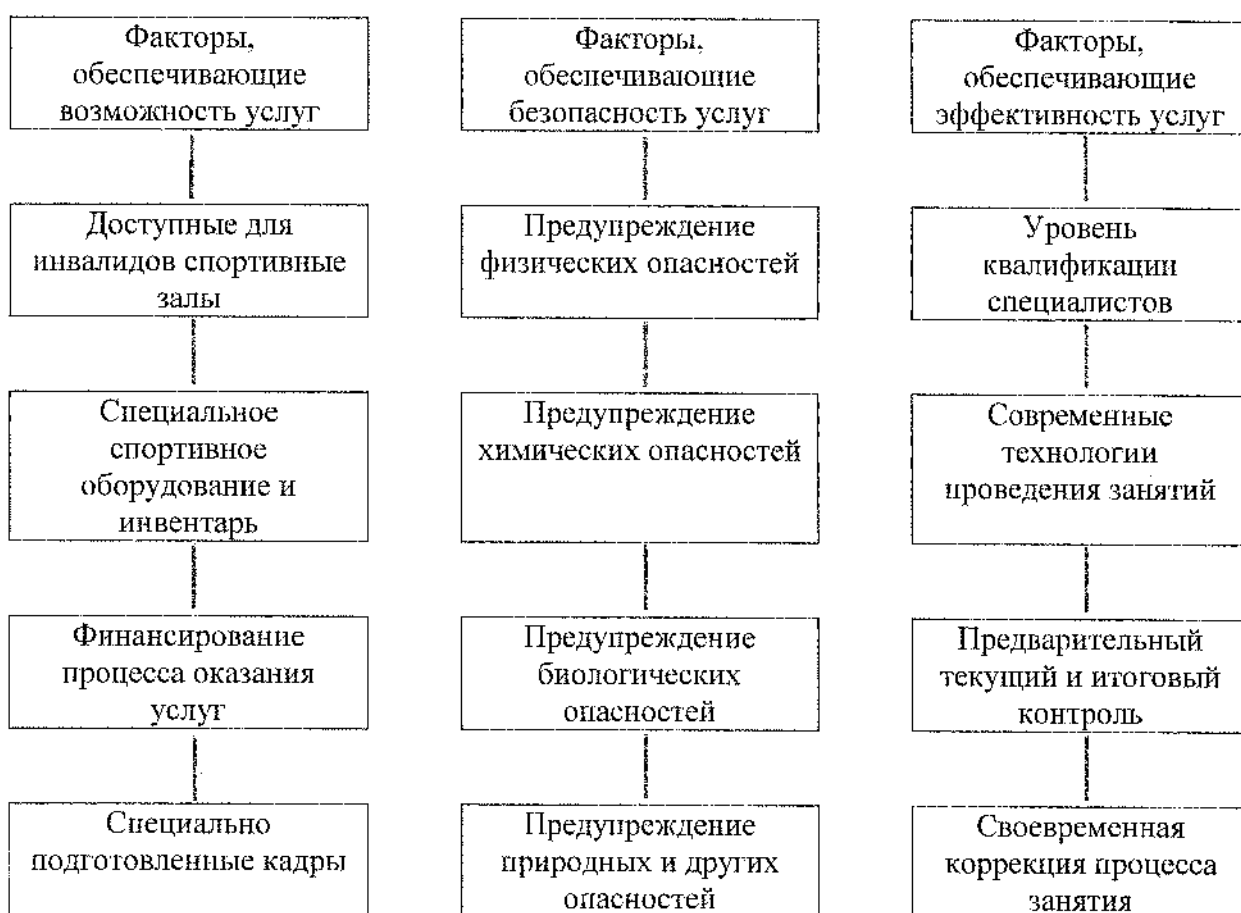 Факторы,
обеспечивающие
возможность услуг
Доступные для
инвалидов спортивные
залы
Специальное
спортивное
оборудование и
инвентарь
Финансирование
процесса оказания
услуг
Специально
подготовленные кадры
Факторы,
обеспечивающие
безопасность услуг
Предупреждение
физических опасностей
Предупреждение
химических опасностей
Предупреждение
биологических
опасностей
Предупреждение
природных и других
опасностей
Факторы,
обеспечивающие
эффективность услуг
Уровень
квалификации
специалистов
Современные
технологии
проведения занятий
Предварительный
текущий и итоговый
контроль
Своевременная
коррекция процесса
занятия